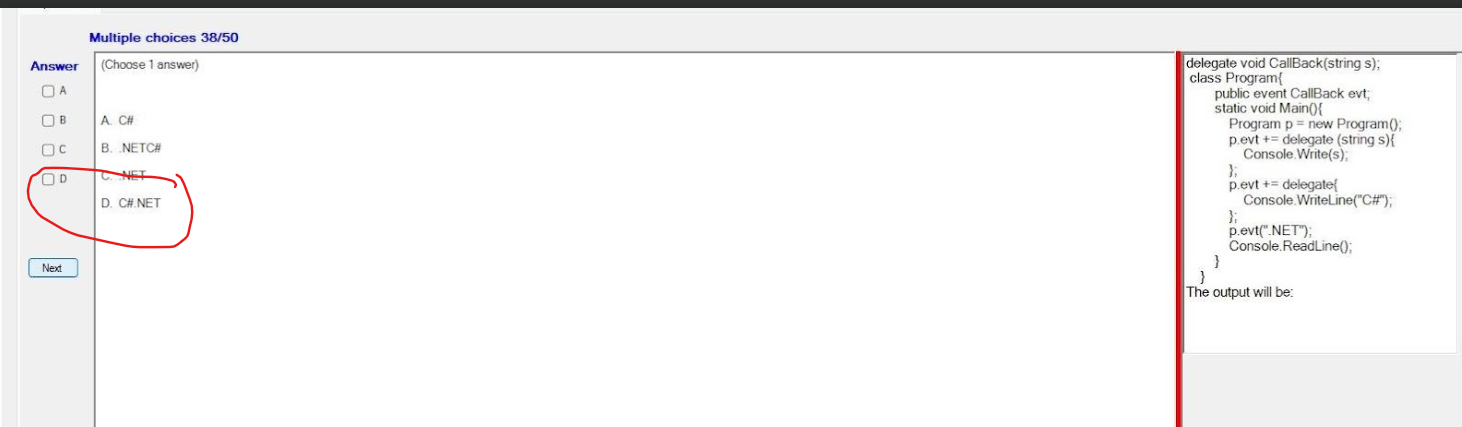 Multiple choices 38/50
Answer
A
B
C
D
Next
(Choose 1 answer)
A. C#
B. .NETC#
C. .NET
D. C#.NET
delegate void CallBack(string s);
class Program{
public event CallBack evt;
static void Main(){
Program p = new Program();
p.evt += delegate (string s){
Console.Write(s);
};
p.evt += delegate{
Console.WriteLine("C#");
};
p.evt(".NET");
Console.ReadLine();
}
}
The output will be: